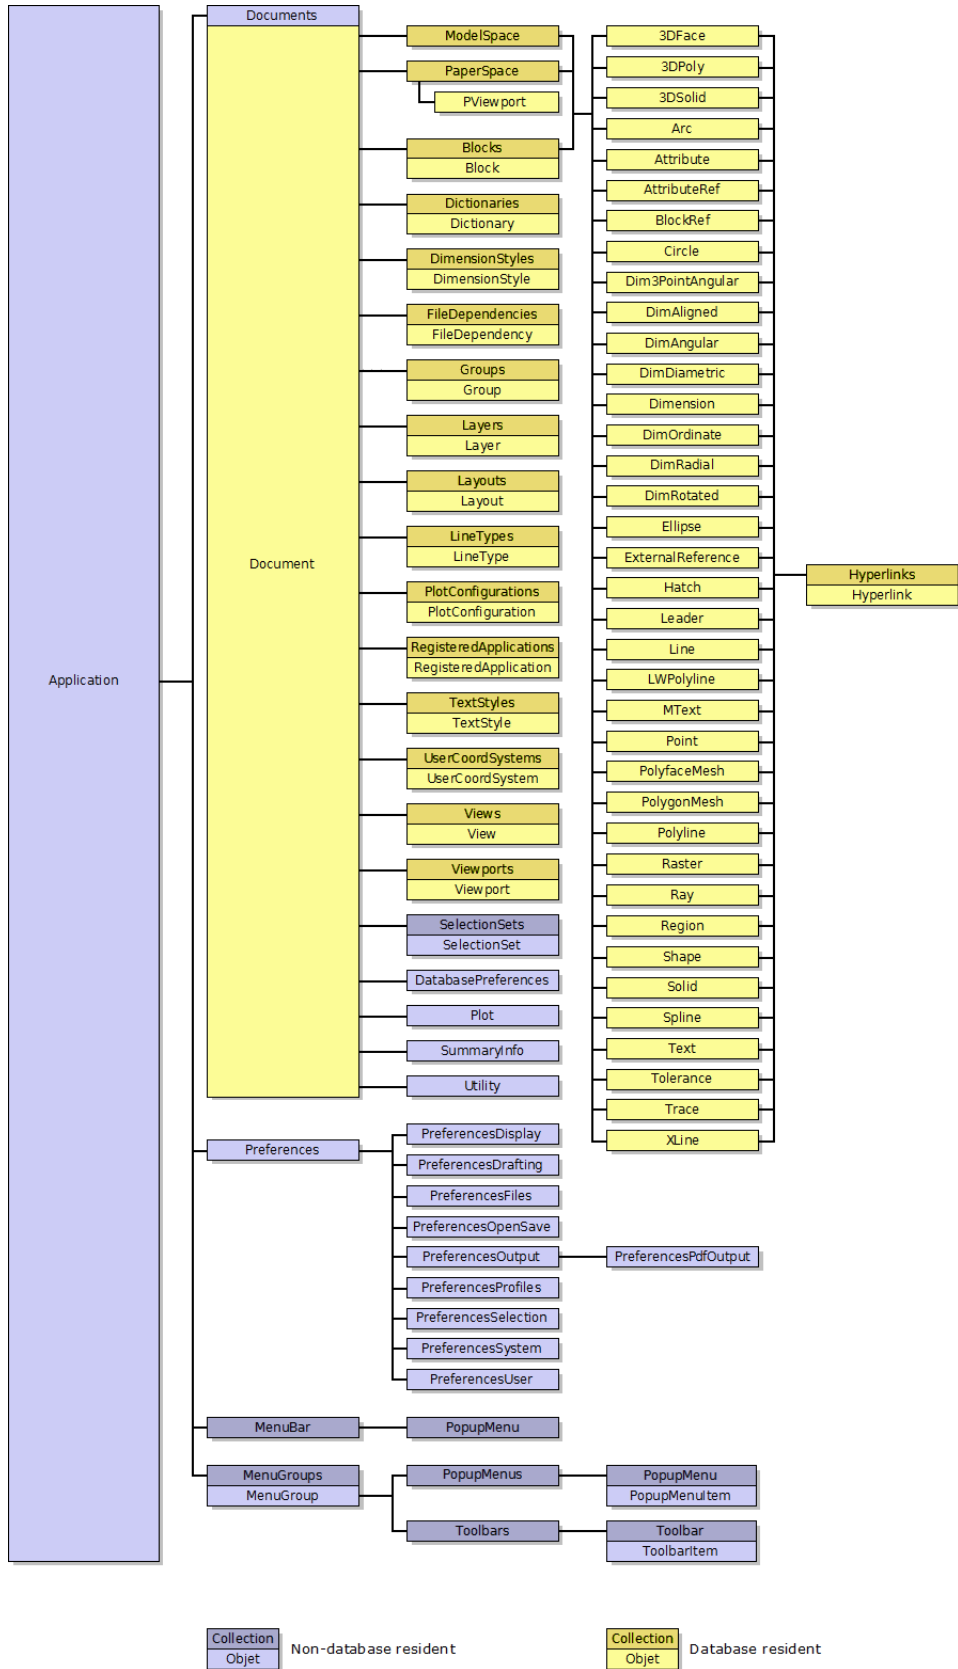 Application
Documents
Document
ModelSpace
PaperSpace
PViewport
Blocks
Block
Dictionaries
Dictionary
DimensionStyles
DimensionStyle
FileDependencies
FileDependency
Groups
Group
Layers
Layer
Layouts
Layout
LineTypes
LineType
PlotConfigurations
PlotConfiguration
RegisteredApplications
RegisteredApplication
TextStyles
TextStyle
UserCoordSystems
UserCoordSystem
Views
View
Viewports
Viewport
SelectionSets
SelectionSet
DatabasePreferences
Plot
SummaryInfo
Utility
3DFace
3DPoly
3DSolid
Arc
Attribute
AttributeRef
BlockRef
Circle
Dim3PointAngular
DimAligned
DimAngular
DimDiametric
Dimension
DimOrdinate
DimRadial
DimRotated
Ellipse
ExternalReference
Hatch
Leader
Line
LWPolyline
MText
Point
PolyfaceMesh
PolygonMesh
Polyline
Raster
Ray
Region
Shape
Solid
Spline
Text
Tolerance
Trace
XLine
Hyperlinks
Hyperlink
Preferences
PreferencesDisplay
PreferencesDrafting
PreferencesFiles
PreferencesOpenSave
PreferencesOutput
PreferencesPdfOutput
PreferencesProfiles
PreferencesSelection
PreferencesSystem
PreferencesUser
MenuBar
PopupMenu
MenuGroups
MenuGroup
PopupMenus
PopupMenu
PopupMenuItem
Toolbars
Toolbar
ToolbarItem
Collection
Objet
Non-database resident
Collection
Objet
Database resident